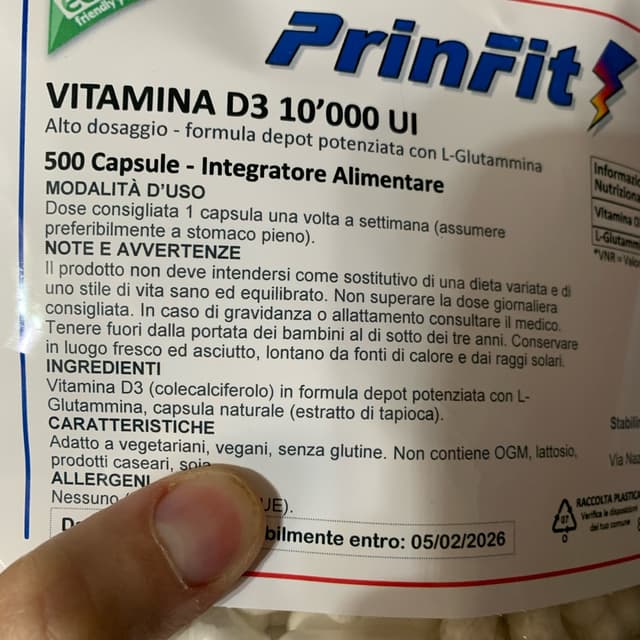 friendly
PrinFit
VITAMINA D3 10'000 UI
Alto dosaggio - formula depot potenziata con L-Glutammina
500 Capsule - Integratore Alimentare
MODALITÀ D'USO
Dose consigliata 1 capsula una volta a settimana (assumere
preferibilmente a stomaco pieno).
NOTE E AVVERTENZE
Il prodotto non deve intendersi come sostitutivo di una dieta variata e di
uno stile di vita sano ed equilibrato. Non superare la dose giornaliera
consigliata. In caso di gravidanza o allattamento consultare il medico.
Tenere fuori dalla portata dei bambini al di sotto dei tre anni. Conservare
in luogo fresco ed asciutto, lontano da fonti di calore e dai raggi solari.
INGREDIENTI
Vitamina D3 (colecalciferolo) in formula depot potenziata con L-
Glutammina, capsula naturale (estratto di tapioca).
CARATTERISTICHE
Adatto a vegetariani, vegani, senza glutine. Non contiene OGM, lattosio,
prodotti caseari, soia
ALLERGENI
Nessuno UE).
bilmente entro: 05/02/2026
Informazio
Nutriziona
Vitamina D
L-Glutamm
*VNR = Valor
Stabilin
Via Naz
RACCOLTA PLASTICA
Verifica le disposizioni
del tuo comune
07
O